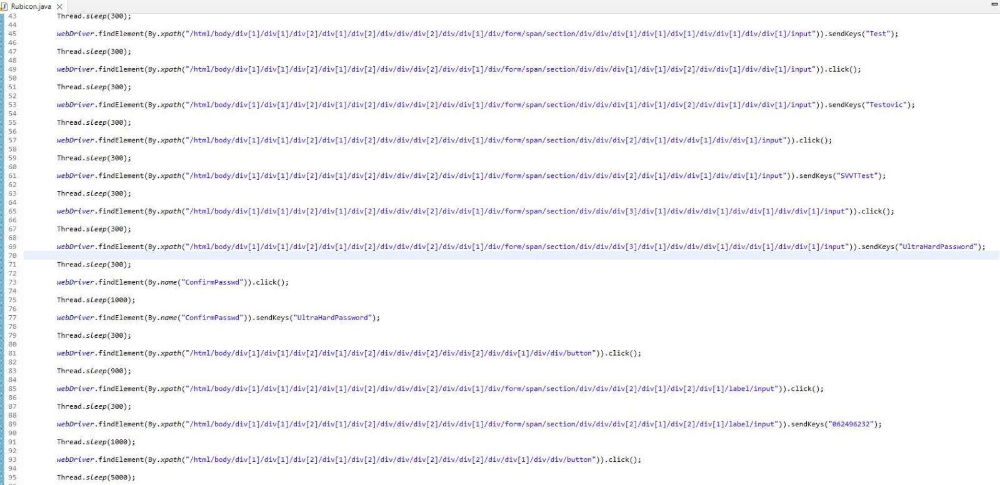 Rubicon.java
43 Thread.sleep(300);
44
45 webDriver.findElement(By.xpath("/html/body/div[1]/div[1]/div[2]/div[1]/div[2]/div/div/div[2]/div/div[1]/div/form/span/section/div/div/div[1]/div[1]/div[1]/div/div[1]/div/div[1]/input")).sendKeys("Test");
46
47 Thread.sleep(300);
48
49 webDriver.findElement(By.xpath("/html/body/div[1]/div[1]/div[2]/div[1]/div[2]/div/div/div[2]/div/div[1]/div/form/span/section/div/div/div[1]/div[1]/div[2]/div/div[1]/div/div[1]/input")).click();
50
51 Thread.sleep(300);
52
53 webDriver.findElement(By.xpath("/html/body/div[1]/div[1]/div[2]/div[1]/div[2]/div/div/div[2]/div/div[1]/div/form/span/section/div/div/div[1]/div[1]/div[2]/div/div[1]/div/div[1]/input")).sendKeys("Testovic");
54
55 Thread.sleep(300);
56
57 webDriver.findElement(By.xpath("/html/body/div[1]/div[1]/div[2]/div[1]/div[2]/div/div/div[2]/div/div[1]/div/form/span/section/div/div/div[2]/div[1]/div/div[1]/div/div[1]/input")).click();
58
59 Thread.sleep(300);
60
61 webDriver.findElement(By.xpath("/html/body/div[1]/div[1]/div[2]/div[1]/div[2]/div/div/div[2]/div/div[1]/div/form/span/section/div/div/div[2]/div[1]/div/div[1]/div/div[1]/input")).sendKeys("SVVTTest");
62
63 Thread.sleep(300);
64
65 webDriver.findElement(By.xpath("/html/body/div[1]/div[1]/div[2]/div[1]/div[2]/div/div/div[2]/div/div[1]/div/form/span/section/div/div/div[3]/div[1]/div/div/div[1]/div/div[1]/div/div[1]/input")).click();
66
67 Thread.sleep(300);
68
69 webDriver.findElement(By.xpath("/html/body/div[1]/div[1]/div[2]/div[1]/div[2]/div/div/div[2]/div/div[1]/div/form/span/section/div/div/div[3]/div[1]/div/div/div[1]/div/div[1]/div/div[1]/input")).sendKeys("UltraHardPassword");
70
71 Thread.sleep(300);
72
73 webDriver.findElement(By.name("ConfirmPasswd")).click();
74
75 Thread.sleep(1000);
76
77 webDriver.findElement(By.name("ConfirmPasswd")).sendKeys("UltraHardPassword");
78
79 Thread.sleep(300);
80
81 webDriver.findElement(By.xpath("/html/body/div[1]/div[1]/div[2]/div[1]/div[2]/div/div/div[2]/div/div[2]/div/div[1]/div/div/button")).click();
82
83 Thread.sleep(900);
84
85 webDriver.findElement(By.xpath("/html/body/div[1]/div[1]/div[2]/div[1]/div[2]/div/div/div[2]/div/div[1]/div/form/span/section/div/div/div[2]/div[1]/div[2]/div[1]/label/input")).click();
86
87 Thread.sleep(300);
88
89 webDriver.findElement(By.xpath("/html/body/div[1]/div[1]/div[2]/div[1]/div[2]/div/div/div[2]/div/div[1]/div/form/span/section/div/div/div[2]/div[1]/div[2]/div[1]/label/input")).sendKeys("062496232");
90
91 Thread.sleep(1000);
92
93 webDriver.findElement(By.xpath("/html/body/div[1]/div[1]/div[2]/div[1]/div[2]/div/div/div[2]/div/div[2]/div/div[1]/div/div/button")).click();
94
95 Thread.sleep(5000);